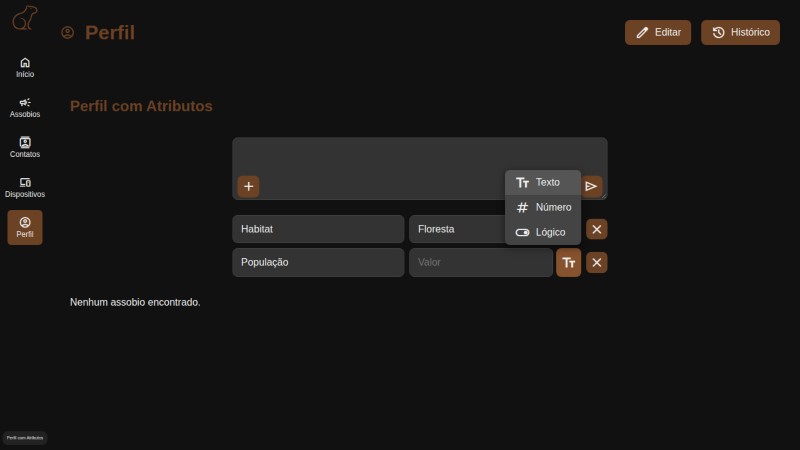 Perfil
Editar
Histórico
Início
Assobios
Contatos
Dispositivos
Perfil
Perfil com Atributos
Texto
Número
Lógico
Habitat
Floresta
População
Valor
Nenhum assobio encontrado.
Perfil com Atributos